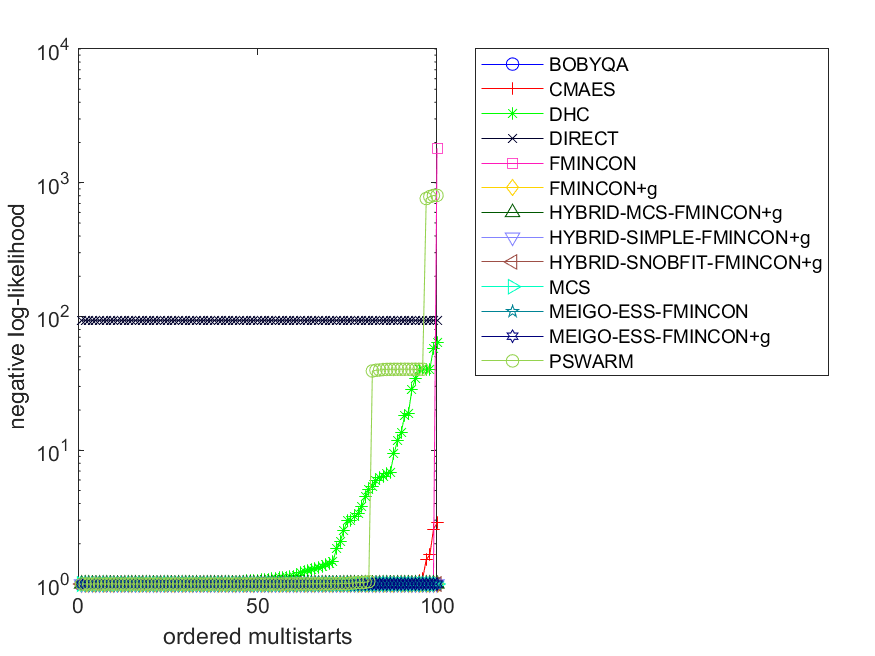 10^4
10^3
10^2
10^1
10^0
negative log-likelihood
0
50
100
ordered multistarts
BOBYQA
CMAES
DHC
DIRECT
FMINCON
FMINCON+g
HYBRID-MCS-FMINCON+g
HYBRID-SIMPLE-FMINCON+g
HYBRID-SNOBFIT-FMINCON+g
MCS
MEIGO-ESS-FMINCON
MEIGO-ESS-FMINCON+g
PSWARM